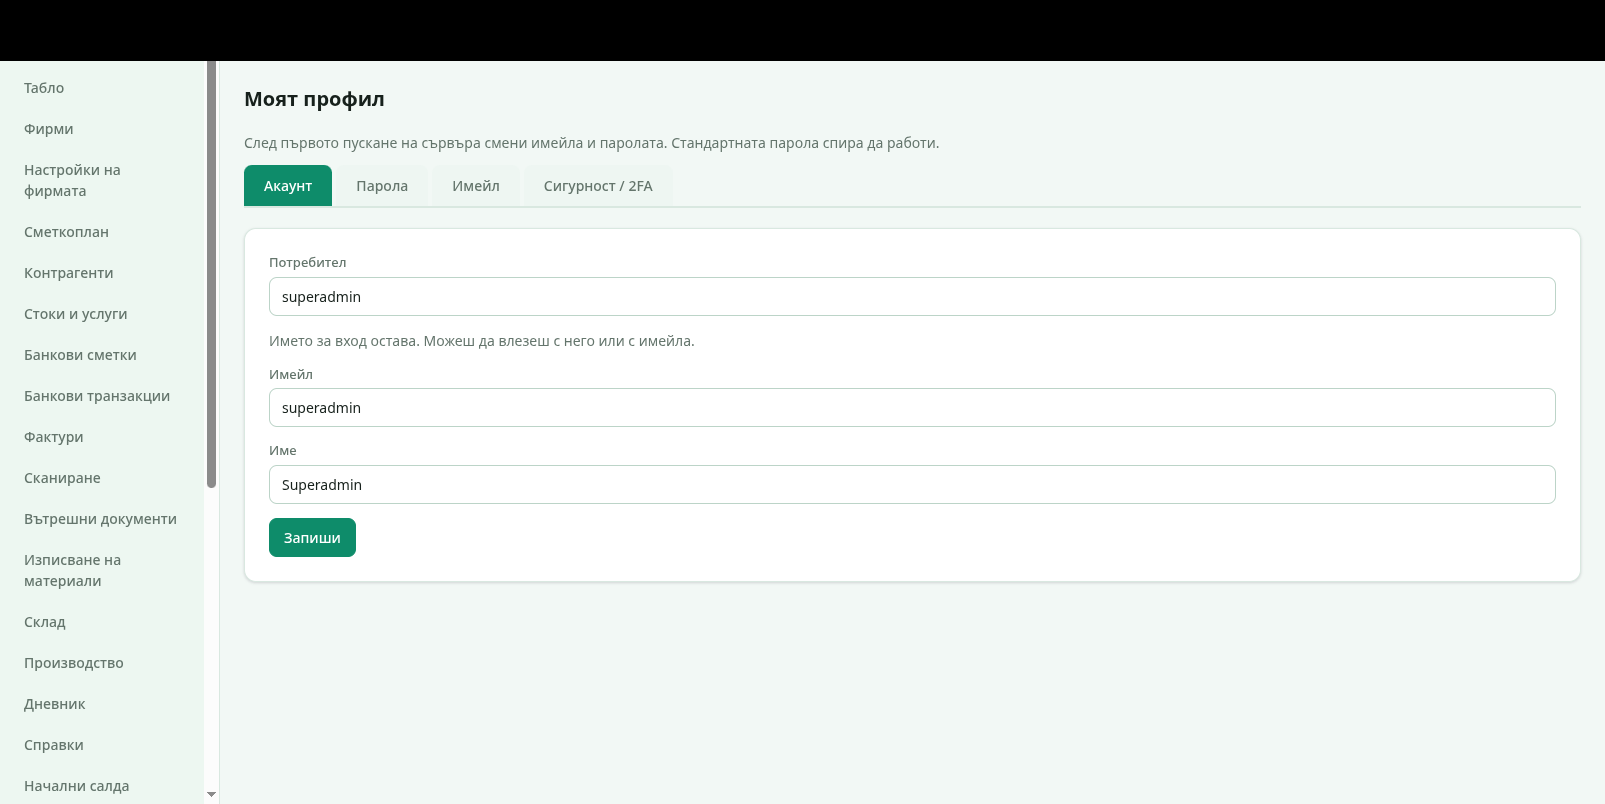 Табло
Фирми
Настройки на
фирмата
Сметкоплан
Контрагенти
Стоки и услуги
Банкови сметки
Банкови транзакции
Фактури
Сканиране
Вътрешни документи
Изписване на
материали
Склад
Производство
Дневник
Справки
Начални салда
Моят профил
След първото пускане на сървъра смени имейла и паролата. Стандартната парола спира да работи.
Акаунт Парола Имейл Сигурност / 2FA
Потребител
superadmin
Името за вход остава. Можеш да влезеш с него или с имейла.
Имейл
superadmin
Име
Superadmin
Запиши